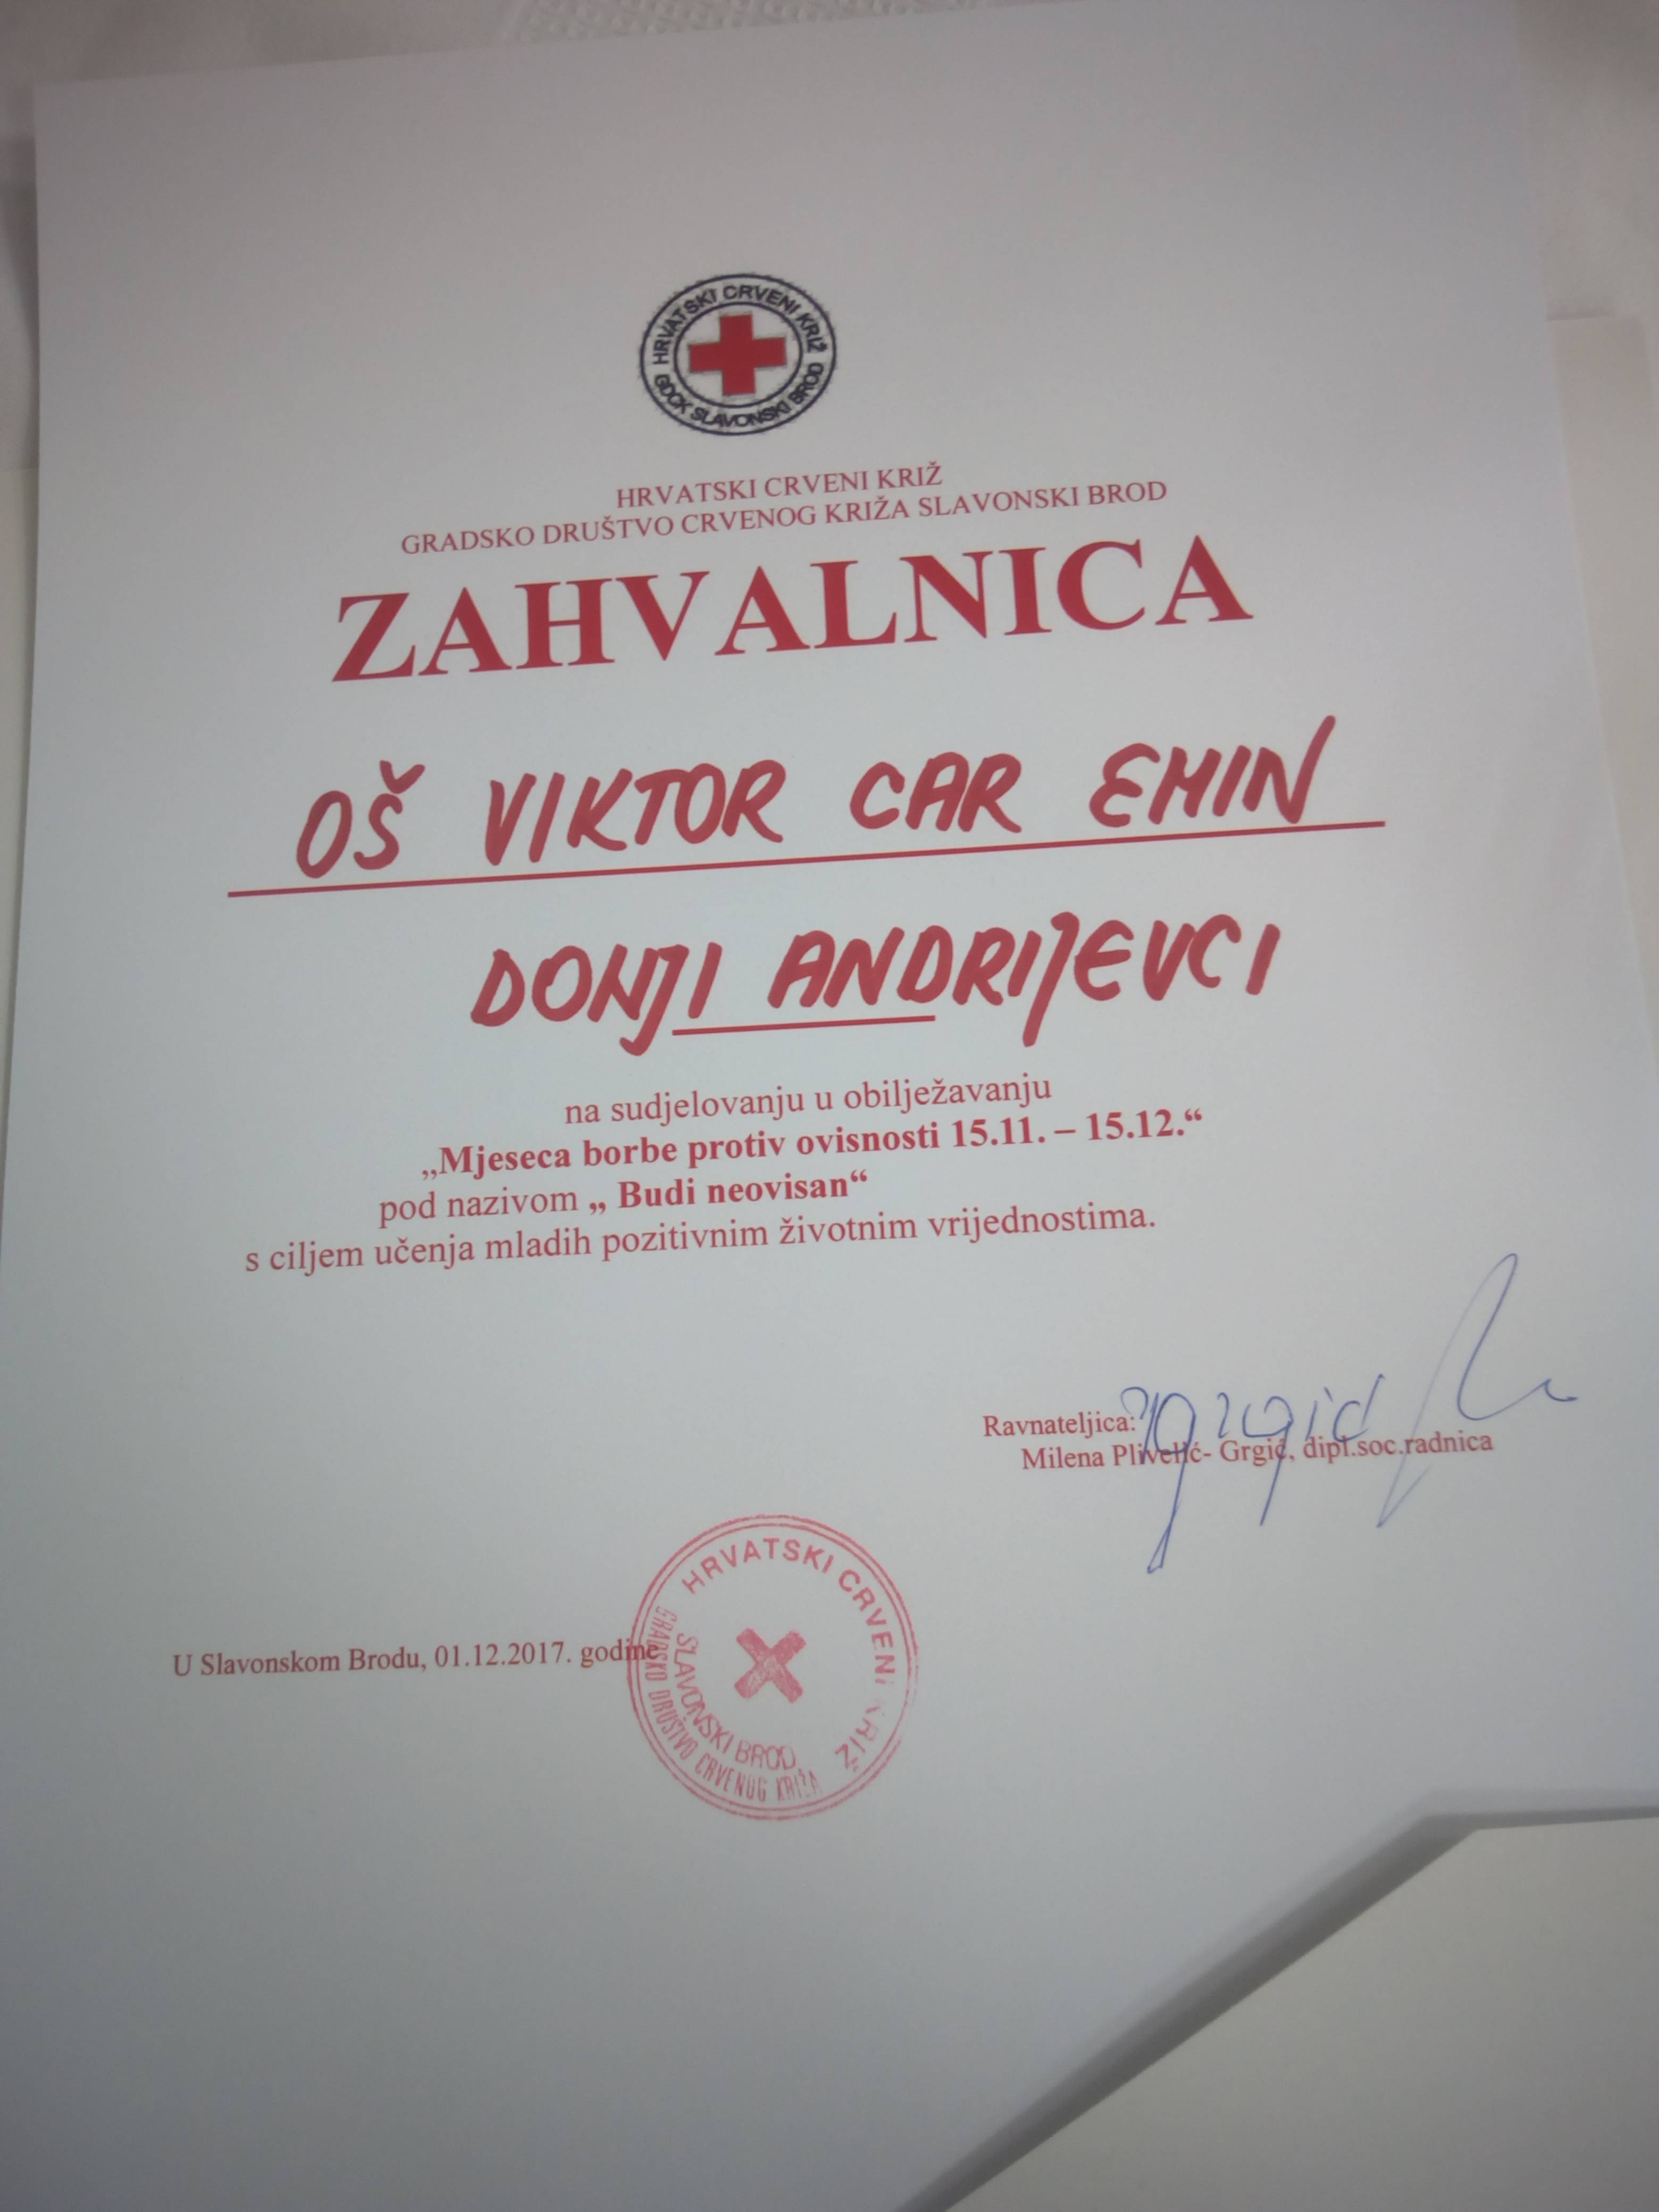 HRVATSKI CRVENI KRIŽ
GDCK SLAVONSKI BROD
HRVATSKI CRVENI KRIŽ
GRADSKO DRUŠTVO CRVENOG KRIŽA SLAVONSKI BROD
ZAHVALNICA
OŠ VIKTOR CAR EMIN
DONJI ANDRIJEVCI
na sudjelovanju u obilježavanju
„Mjeseca borbe protiv ovisnosti 15.11. – 15.12.“
pod nazivom „ Budi neovisan“
s ciljem učenja mladih pozitivnim životnim vrijednostima.
Ravnateljica:
Milena Plivelić- Grgić, dipl.soc.radnica
U Slavonskom Brodu, 01.12.2017. godine
HRVATSKI CRVENI KRIŽ
GRADSKO DRUŠTVO CRVENOG KRIŽA
SLAVONSKI BROD